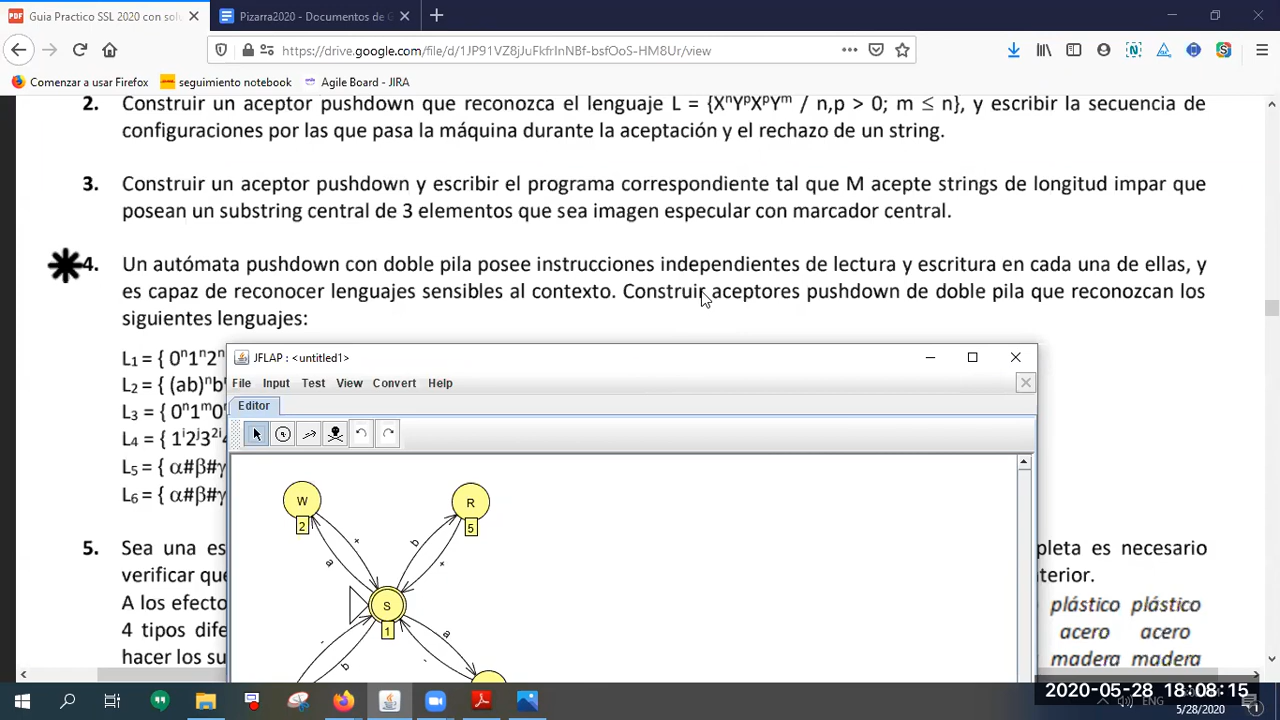 Guia Practico SSL 2020 con sol
Pizarra2020 - Documentos de G
https://drive.google.com/file/d/1JP91VZ8jJuFkfrInNBf-bsfOoS-HM8Ur/view
Comenzar a usar Firefox
seguimiento notebook
Agile Board - JIRA
2. Construir un aceptor pushdown que reconozca el lenguaje L = {XⁿYᵖXᵖYᵐ / n,p > 0; m ≤ n}, y escribir la secuencia de
configuraciones por las que pasa la máquina durante la aceptación y el rechazo de un string.
3. Construir un aceptor pushdown y escribir el programa correspondiente tal que M acepte strings de longitud impar que
posean un substring central de 3 elementos que sea imagen especular con marcador central.
4. Un autómata pushdown con doble pila posee instrucciones independientes de lectura y escritura en cada una de ellas, y
es capaz de reconocer lenguajes sensibles al contexto. Construir aceptores pushdown de doble pila que reconozcan los
siguientes lenguajes:
L₁ = { 0ⁿ1ⁿ2ⁿ
L₂ = { (ab)ⁿb
L₃ = { 0ⁿ1ᵐ0
L₄ = { 1ⁱ2ʲ3²ⁱ4
L₅ = { α#β#γ
L₆ = { α#β#γ
JFLAP : <untitled1>
File Input Test View Convert Help
Editor
W
2
R
5
S
1
a
+
b
+
-
b
a
-
5. Sea una es
pleta es necesario
verificar que
terior.
A los efecto
plástico plástico
4 tipos dife
acero acero
hacer los su
madera madera
2020-05-28 18:08:15
ENG
5/28/2020